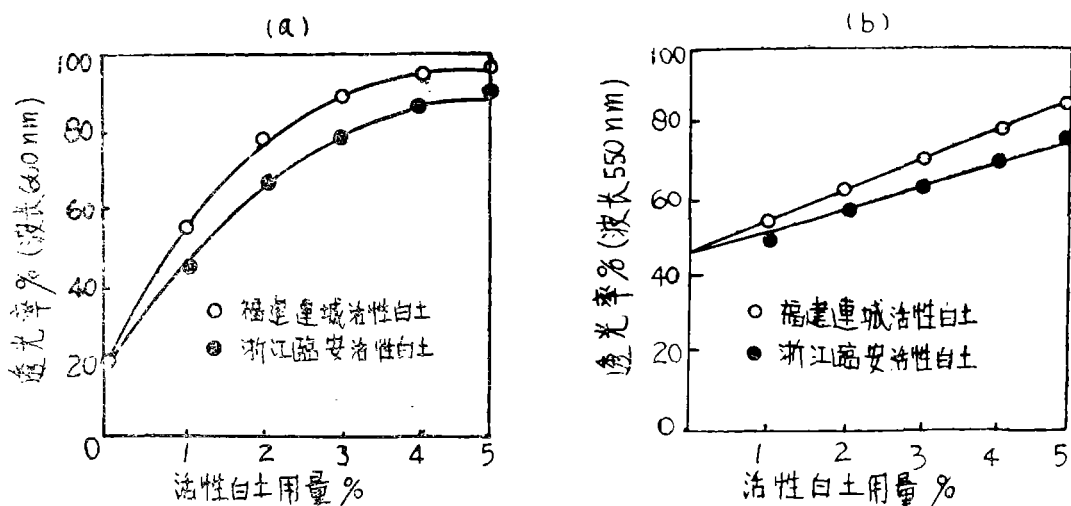 (a)
透光率%(波长600nm)
100
80
60
40
20
0
1 2 3 4 5
福建連城活性白土
浙江臨安活性白土
活性白土用量%
(b)
透光率%(波长550nm)
100
80
60
40
20
0
1 2 3 4 5
福建連城活性白土
浙江臨安活性白土
活性白土用量%